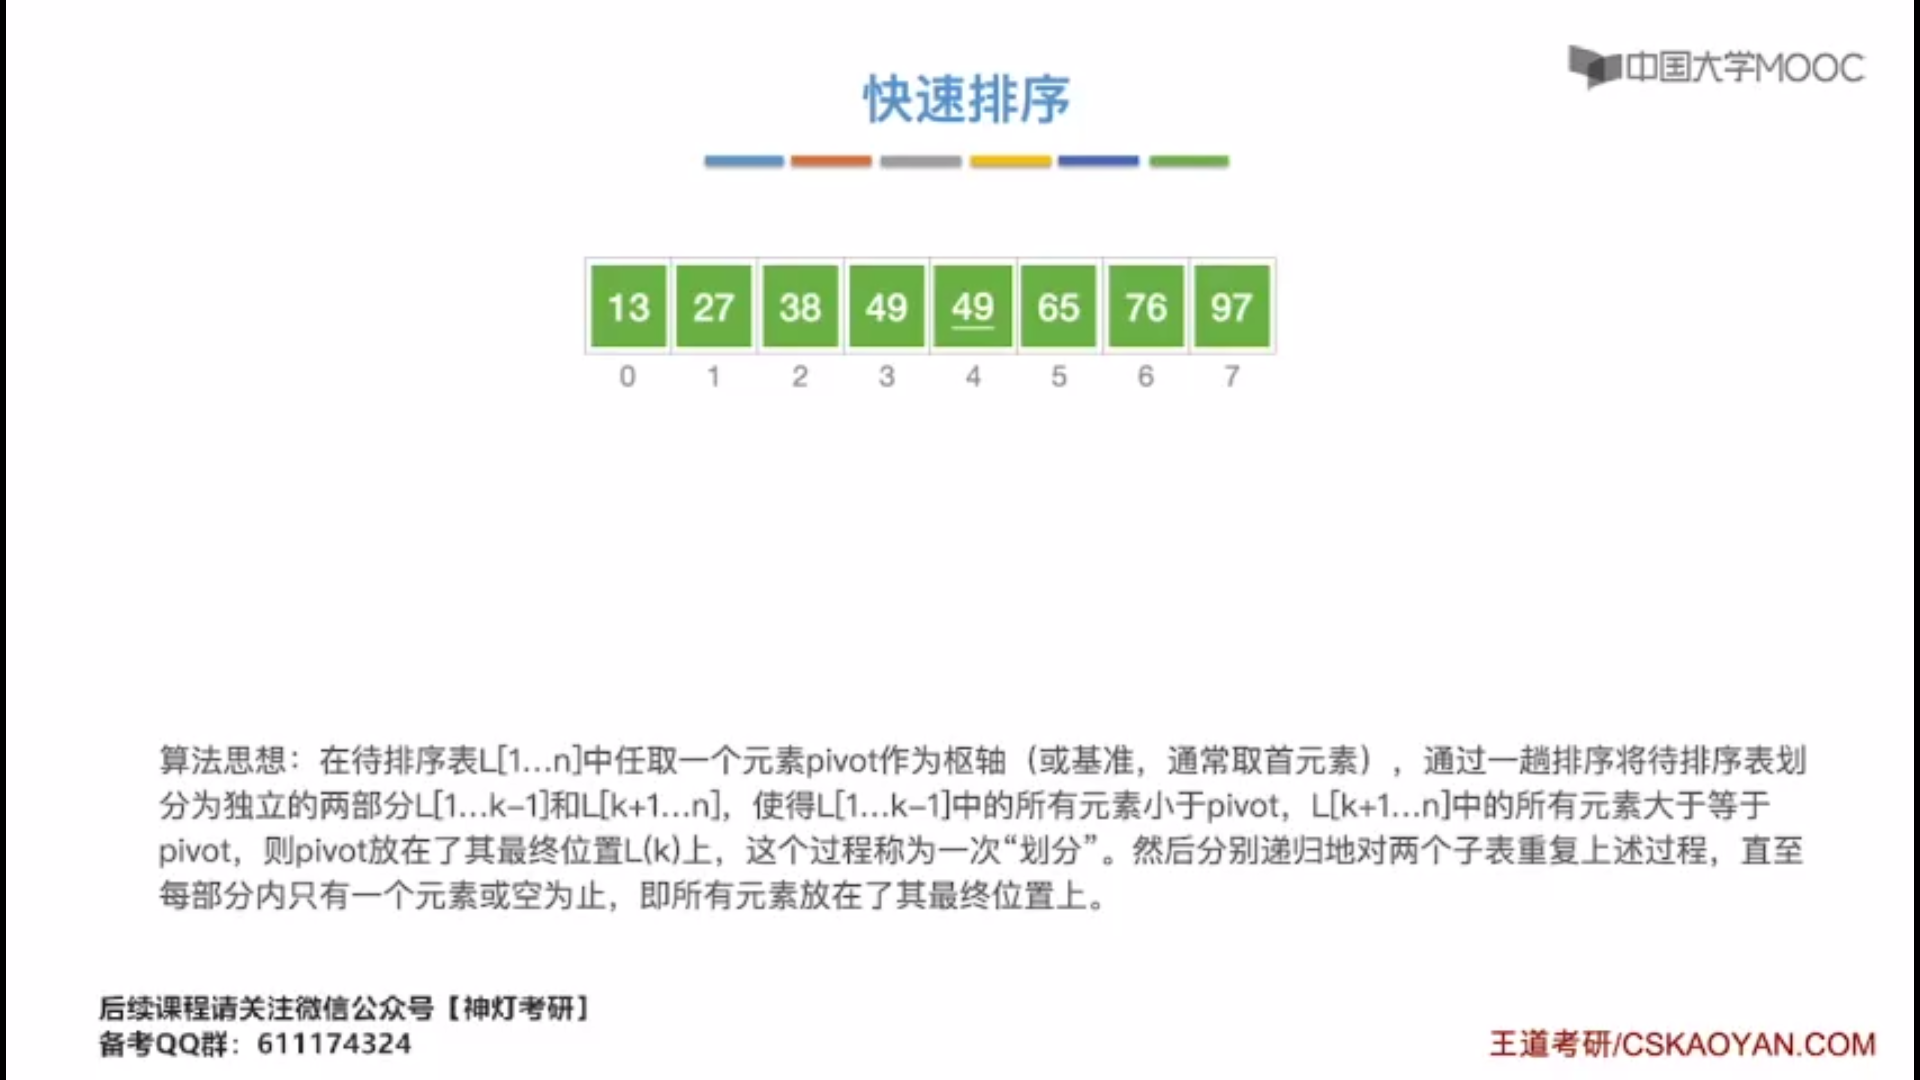 中国大学MOOC
快速排序
13 27 38 49 49 65 76 97
0 1 2 3 4 5 6 7
算法思想：在待排序表L[1…n]中任取一个元素pivot作为枢轴（或基准，通常取首元素），通过一趟排序将待排序表划
分为独立的两部分L[1…k−1]和L[k+1…n]，使得L[1…k−1]中的所有元素小于pivot，L[k+1…n]中的所有元素大于等于
pivot，则pivot放在了其最终位置L(k)上，这个过程称为一次“划分”。然后分别递归地对两个子表重复上述过程，直至
每部分内只有一个元素或空为止，即所有元素放在了其最终位置上。
后续课程请关注微信公众号【神灯考研】
备考QQ群：611174324
王道考研/CSKAOYAN.COM